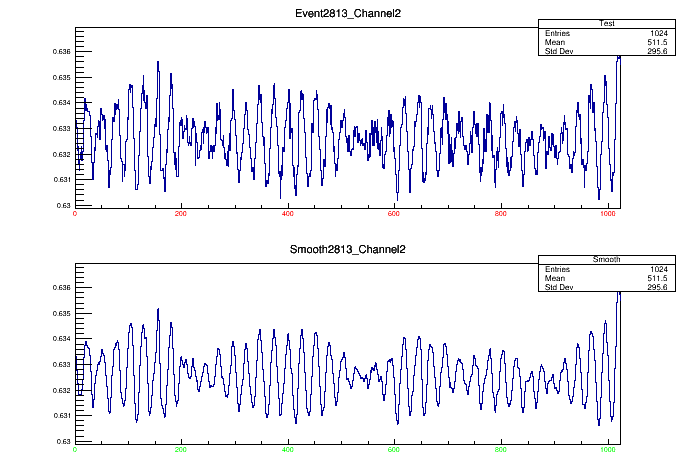 Event2813_Channel2
Test
Entries 1024
Mean 511.5
Std Dev 295.6
0.636
0.635
0.634
0.633
0.632
0.631
0.63
0 200 400 600 800 1000
Smooth2813_Channel2
Smooth
Entries 1024
Mean 511.5
Std Dev 295.6
0.636
0.635
0.634
0.633
0.632
0.631
0.63
0 200 400 600 800 1000